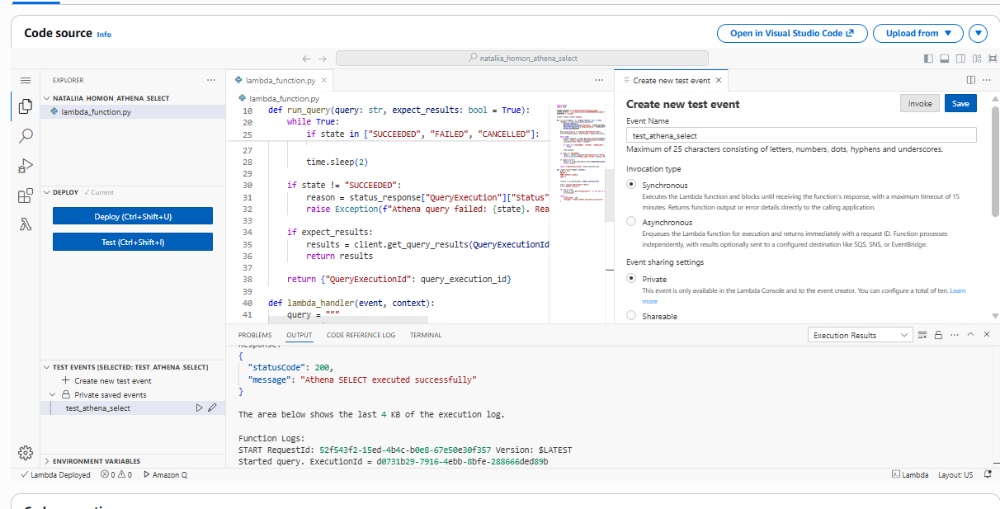 Code source Info
Open in Visual Studio Code
Upload from
nataliia_homon_athena_select
EXPLORER
NATALIIA_HOMON_ATHENA_SELECT
lambda_function.py
DEPLOY Current
Deploy (Ctrl+Shift+U)
Test (Ctrl+Shift+I)
TEST EVENTS [SELECTED: TEST_ATHENA_SELECT]
Create new test event
Private saved events
test_athena_select
ENVIRONMENT VARIABLES
lambda_function.py
lambda_function.py
10 def run_query(query: str, expect_results: bool = True):
20 while True:
25 if state in ["SUCCEEDED", "FAILED", "CANCELLED"]:
27
28 time.sleep(2)
29
30 if state != "SUCCEEDED":
31 reason = status_response["QueryExecution"]["Status"
32 raise Exception(f"Athena query failed: {state}. Rea
33
34 if expect_results:
35 results = client.get_query_results(QueryExecutionId
36 return results
37
38 return {"QueryExecutionId": query_execution_id}
39
40 def lambda_handler(event, context):
41 query = """
Create new test event
Create new test event
Invoke
Save
Event Name
test_athena_select
Maximum of 25 characters consisting of letters, numbers, dots, hyphens and underscores.
Invocation type
Synchronous
Executes the Lambda function and blocks until receiving the function's response, with a maximum timeout of 15
minutes. Returns function output or error details directly to the calling application.
Asynchronous
Enqueues the Lambda function for execution and returns immediately with a request ID. Function processes
independently, with results optionally sent to a configured destination like SQS, SNS, or EventBridge.
Event sharing settings
Private
This event is only available in the Lambda Console and to the event creator. You can configure a total of ten. Learn
more
Shareable
PROBLEMS OUTPUT CODE REFERENCE LOG TERMINAL
Execution Results
Response:
{
"statusCode": 200,
"message": "Athena SELECT executed successfully"
}
The area below shows the last 4 KB of the execution log.
Function Logs:
START RequestId: 52f543f2-15ed-4b4c-b0e8-67e50e30f357 Version: $LATEST
Started query. ExecutionId = d0731b29-7916-4ebb-8bfe-288666ded89b
Lambda Deployed 0 0 Amazon Q
Lambda Layout: US